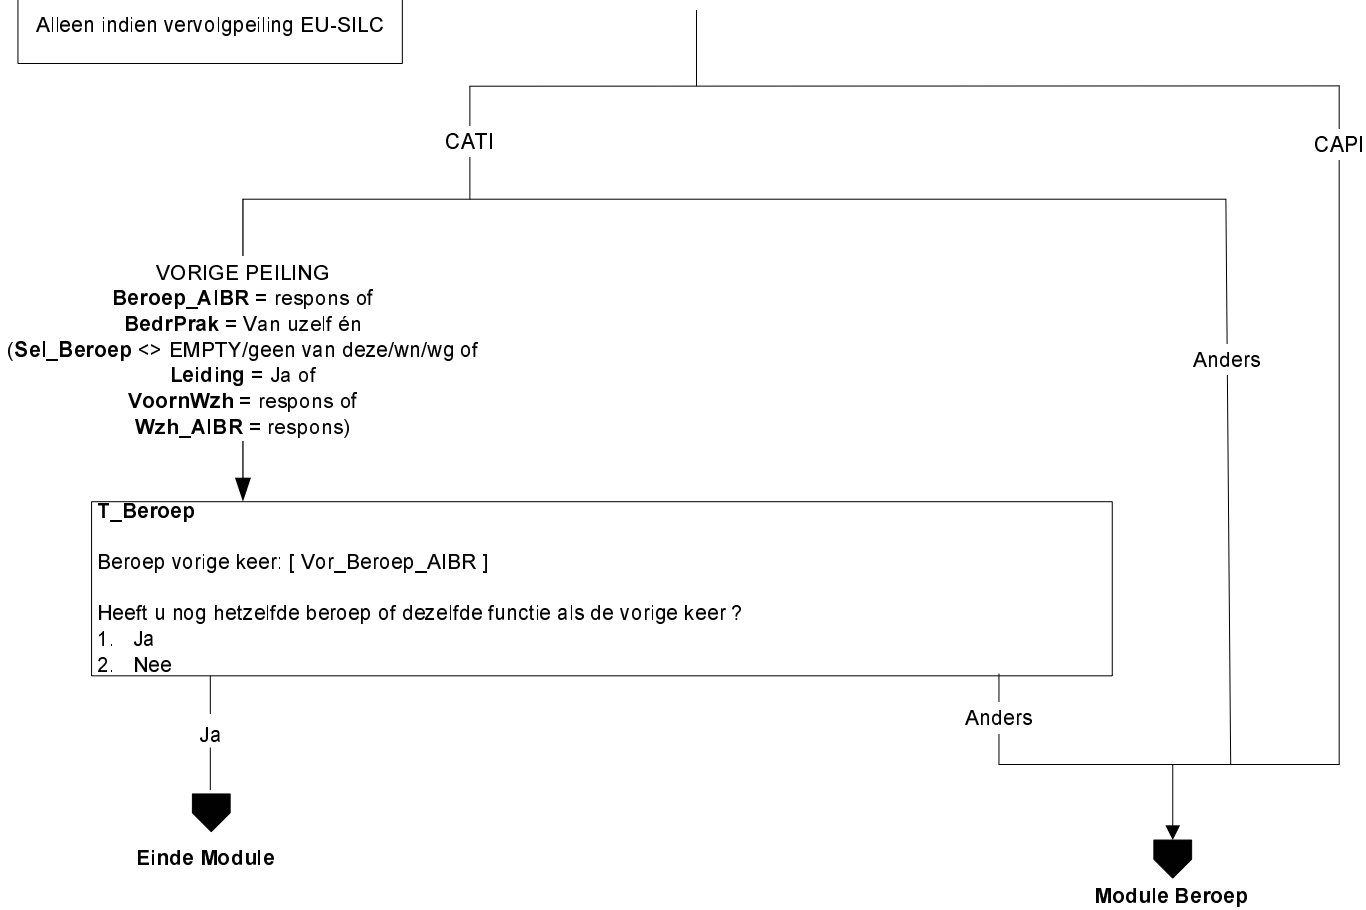 Alleen indien vervolgpeiling EU-SILC
CATI
CAPI
VORIGE PEILING
Beroep_AIBR = respons of
BedrPrak = Van uzelf én
(Sel_Beroep <> EMPTY/geen van deze/wn/wg of
Leiding = Ja of
VoornWzh = respons of
Wzh_AIBR = respons)
Anders
T_Beroep
Beroep vorige keer: [ Vor_Beroep_AIBR ]
Heeft u nog hetzelfde beroep of dezelfde functie als de vorige keer ?
1. Ja
2. Nee
Ja
Anders
Einde Module
Module Beroep